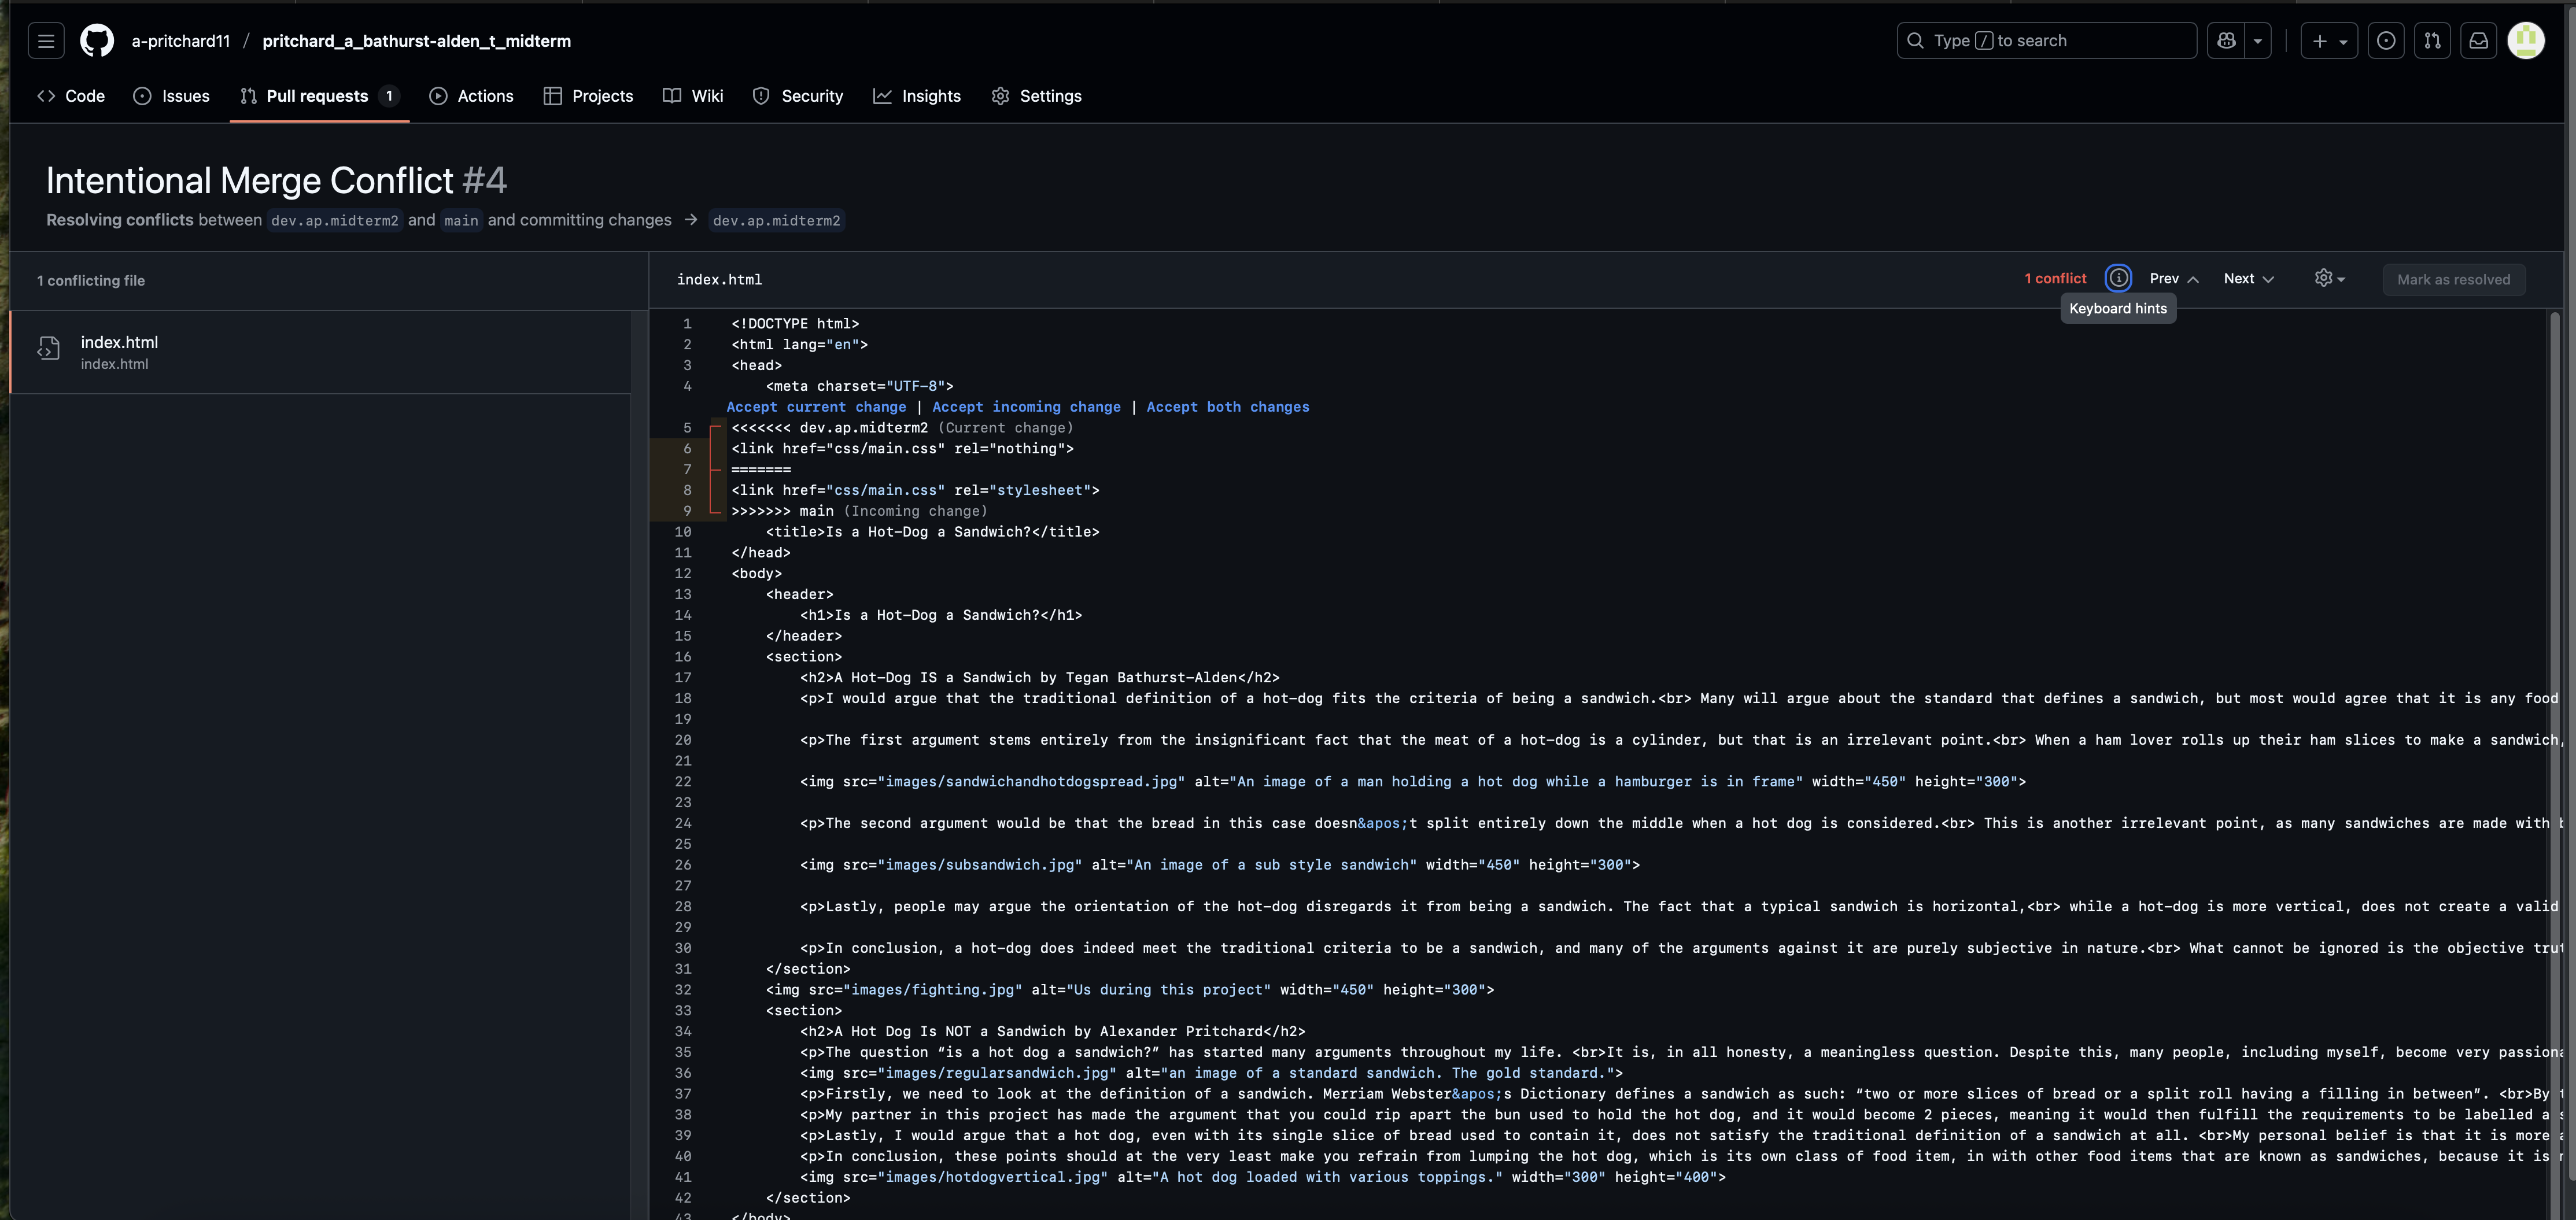 a-pritchard11 / pritchard_a_bathurst-alden_t_midterm
Type / to search
Code
Issues
Pull requests 1
Actions
Projects
Wiki
Security
Insights
Settings
Intentional Merge Conflict #4
Resolving conflicts between dev.ap.midterm2 and main and committing changes → dev.ap.midterm2
1 conflicting file
index.html
index.html
index.html
1 conflict
Prev
Next
Mark as resolved
Keyboard hints
1 <!DOCTYPE html>
2 <html lang="en">
3 <head>
4 <meta charset="UTF-8">
Accept current change | Accept incoming change | Accept both changes
5 <<<<<<< dev.ap.midterm2 (Current change)
6 <link href="css/main.css" rel="nothing">
7 =======
8 <link href="css/main.css" rel="stylesheet">
9 >>>>>>> main (Incoming change)
10 <title>Is a Hot-Dog a Sandwich?</title>
11 </head>
12 <body>
13 <header>
14 <h1>Is a Hot-Dog a Sandwich?</h1>
15 </header>
16 <section>
17 <h2>A Hot-Dog IS a Sandwich by Tegan Bathurst-Alden</h2>
18 <p>I would argue that the traditional definition of a hot-dog fits the criteria of being a sandwich.<br> Many will argue about the standard that defines a sandwich, but most would agree that it is any food
19
20 <p>The first argument stems entirely from the insignificant fact that the meat of a hot-dog is a cylinder, but that is an irrelevant point.<br> When a ham lover rolls up their ham slices to make a sandwich,
21
22 <img src="images/sandwichandhotdogspread.jpg" alt="An image of a man holding a hot dog while a hamburger is in frame" width="450" height="300">
23
24 <p>The second argument would be that the bread in this case doesn&apos;t split entirely down the middle when a hot dog is considered.<br> This is another irrelevant point, as many sandwiches are made with
25
26 <img src="images/subsandwich.jpg" alt="An image of a sub style sandwich" width="450" height="300">
27
28 <p>Lastly, people may argue the orientation of the hot-dog disregards it from being a sandwich. The fact that a typical sandwich is horizontal,<br> while a hot-dog is more vertical, does not create a valid
29
30 <p>In conclusion, a hot-dog does indeed meet the traditional criteria to be a sandwich, and many of the arguments against it are purely subjective in nature.<br> What cannot be ignored is the objective
31 </section>
32 <img src="images/fighting.jpg" alt="Us during this project" width="450" height="300">
33 <section>
34 <h2>A Hot Dog Is NOT a Sandwich by Alexander Pritchard</h2>
35 <p>The question “is a hot dog a sandwich?” has started many arguments throughout my life. <br>It is, in all honesty, a meaningless question. Despite this, many people, including myself, become very
36 <img src="images/regularsandwich.jpg" alt="an image of a standard sandwich. The gold standard.">
37 <p>Firstly, we need to look at the definition of a sandwich. Merriam Webster&apos;s Dictionary defines a sandwich as such: “two or more slices of bread or a split roll having a filling in between”. <br>By
38 <p>My partner in this project has made the argument that you could rip apart the bun used to hold the hot dog, and it would become 2 pieces, meaning it would then fulfill the requirements to be labelled
39 <p>Lastly, I would argue that a hot dog, even with its single slice of bread used to contain it, does not satisfy the traditional definition of a sandwich at all. <br>My personal belief is that it is more
40 <p>In conclusion, these points should at the very least make you refrain from lumping the hot dog, which is its own class of food item, in with other food items that are known as sandwiches, because it is
41 <img src="images/hotdogvertical.jpg" alt="A hot dog loaded with various toppings." width="300" height="400">
42 </section>
43 </body>